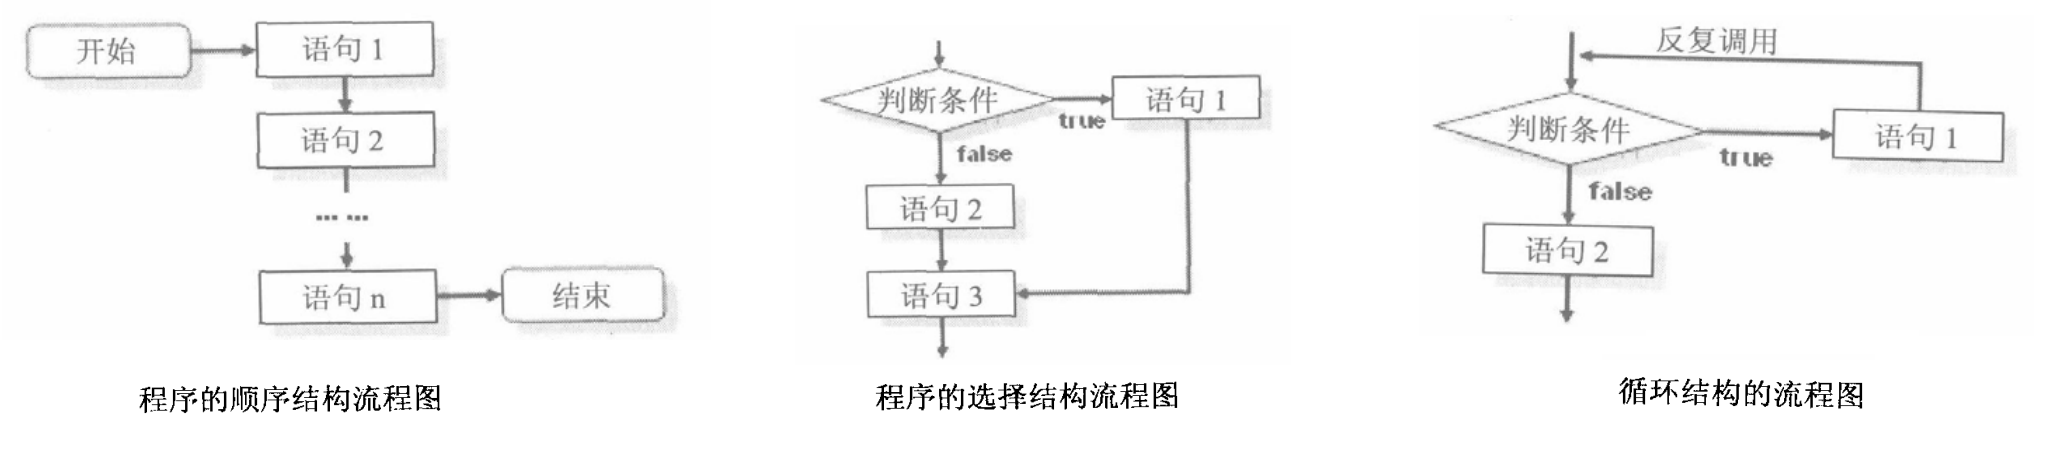 开始
语句 1
语句 2
... ...
语句 n
结束
程序的顺序结构流程图
判断条件
true
语句 1
false
语句 2
语句 3
程序的选择结构流程图
反复调用
判断条件
true
语句 1
false
语句 2
循环结构的流程图